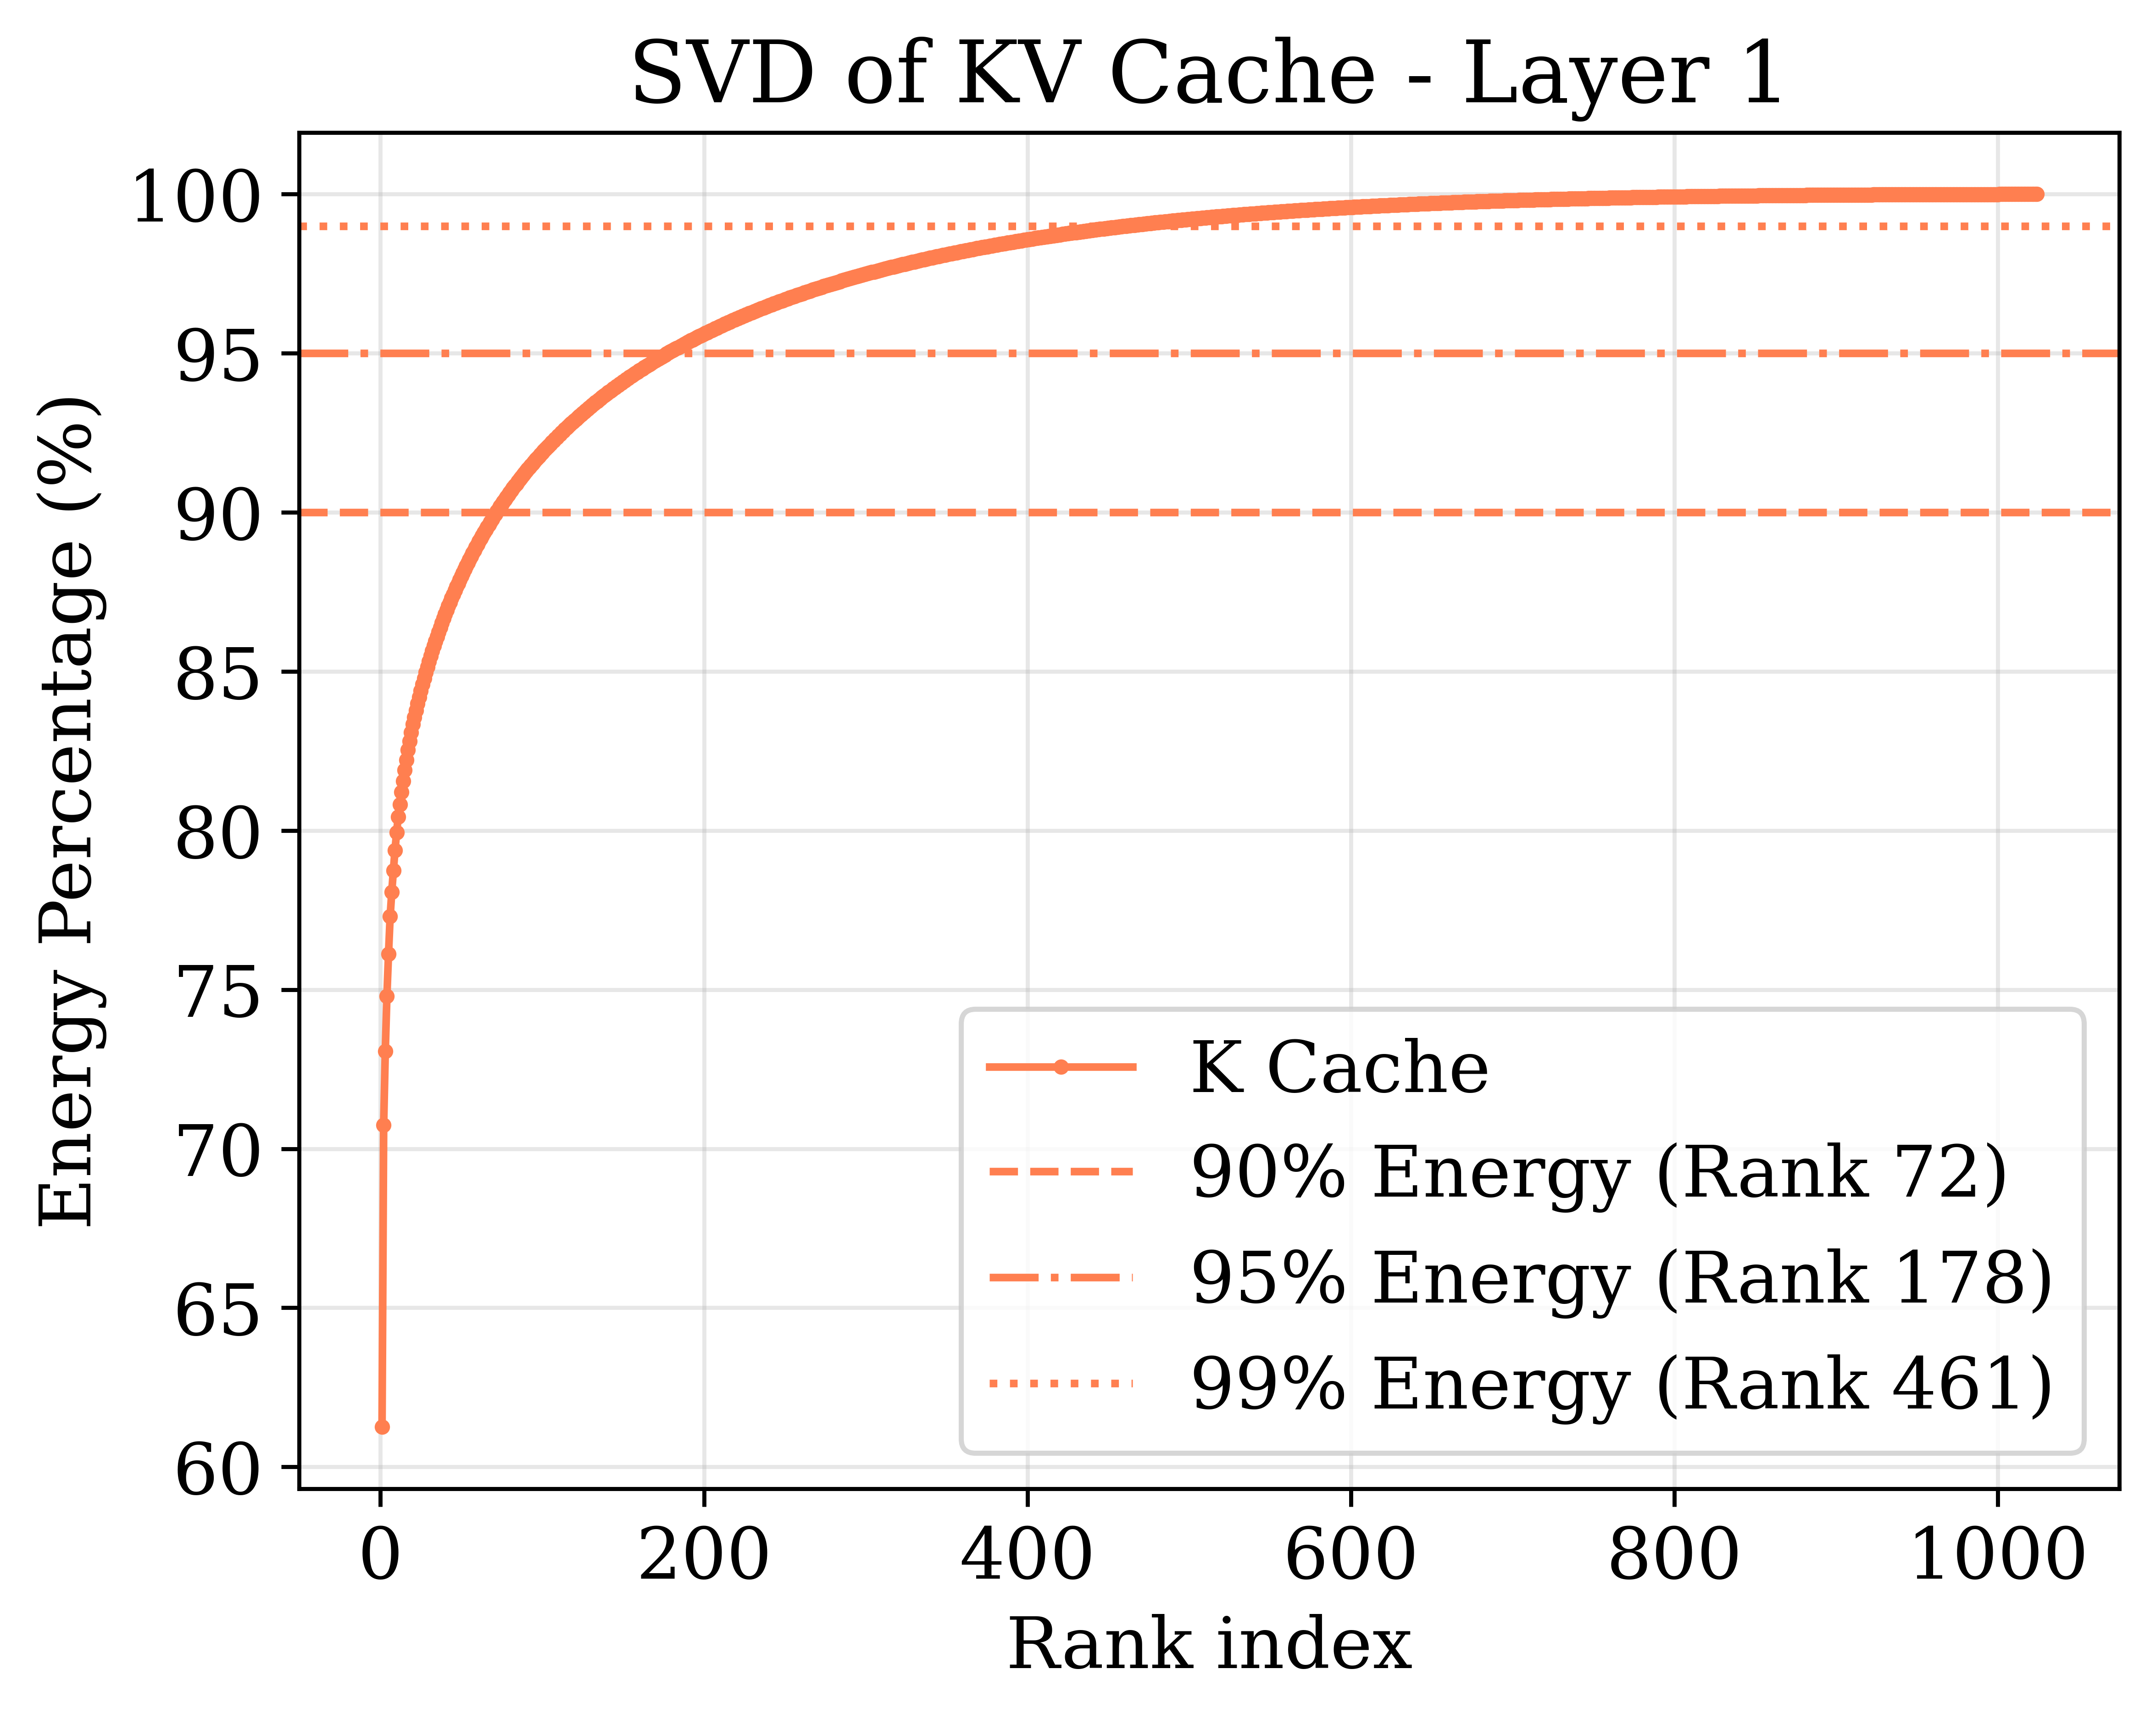 SVD of KV Cache - Layer 1
Energy Percentage (%)
100
95
90
85
80
75
70
65
60
K Cache
90% Energy (Rank 72)
95% Energy (Rank 178)
99% Energy (Rank 461)
0 200 400 600 800 1000
Rank index